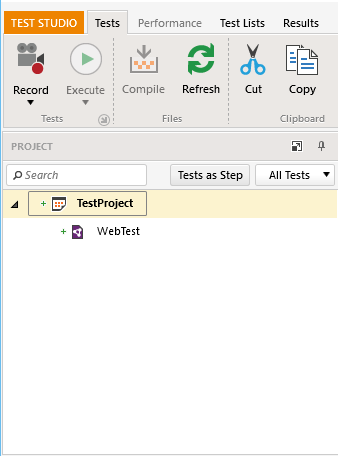 TEST STUDIO Tests Performance Test Lists Results
Record Execute Compile Refresh Cut Copy
Tests Files Clipboard
PROJECT
Search Tests as Step All Tests
TestProject
WebTest